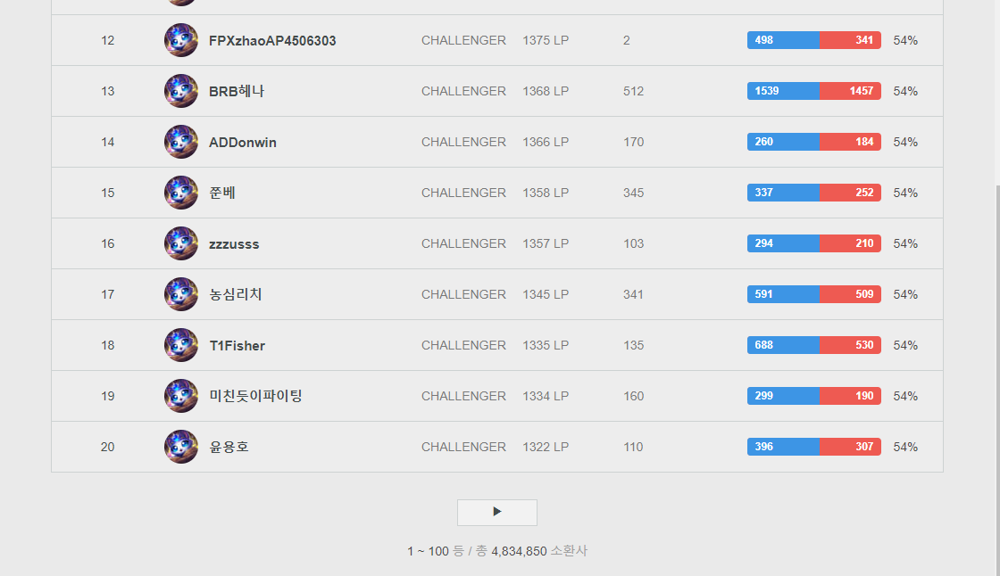 12 FPXzhaoAP4506303 CHALLENGER 1375 LP 2 498 341 54%
13 BRB헤나 CHALLENGER 1368 LP 512 1539 1457 54%
14 ADDonwin CHALLENGER 1366 LP 170 260 184 54%
15 쭌베 CHALLENGER 1358 LP 345 337 252 54%
16 zzzusss CHALLENGER 1357 LP 103 294 210 54%
17 농심리치 CHALLENGER 1345 LP 341 591 509 54%
18 T1Fisher CHALLENGER 1335 LP 135 688 530 54%
19 미친듯이파이팅 CHALLENGER 1334 LP 160 299 190 54%
20 윤용호 CHALLENGER 1322 LP 110 396 307 54%
1 ~ 100 등 / 총 4,834,850 소환사